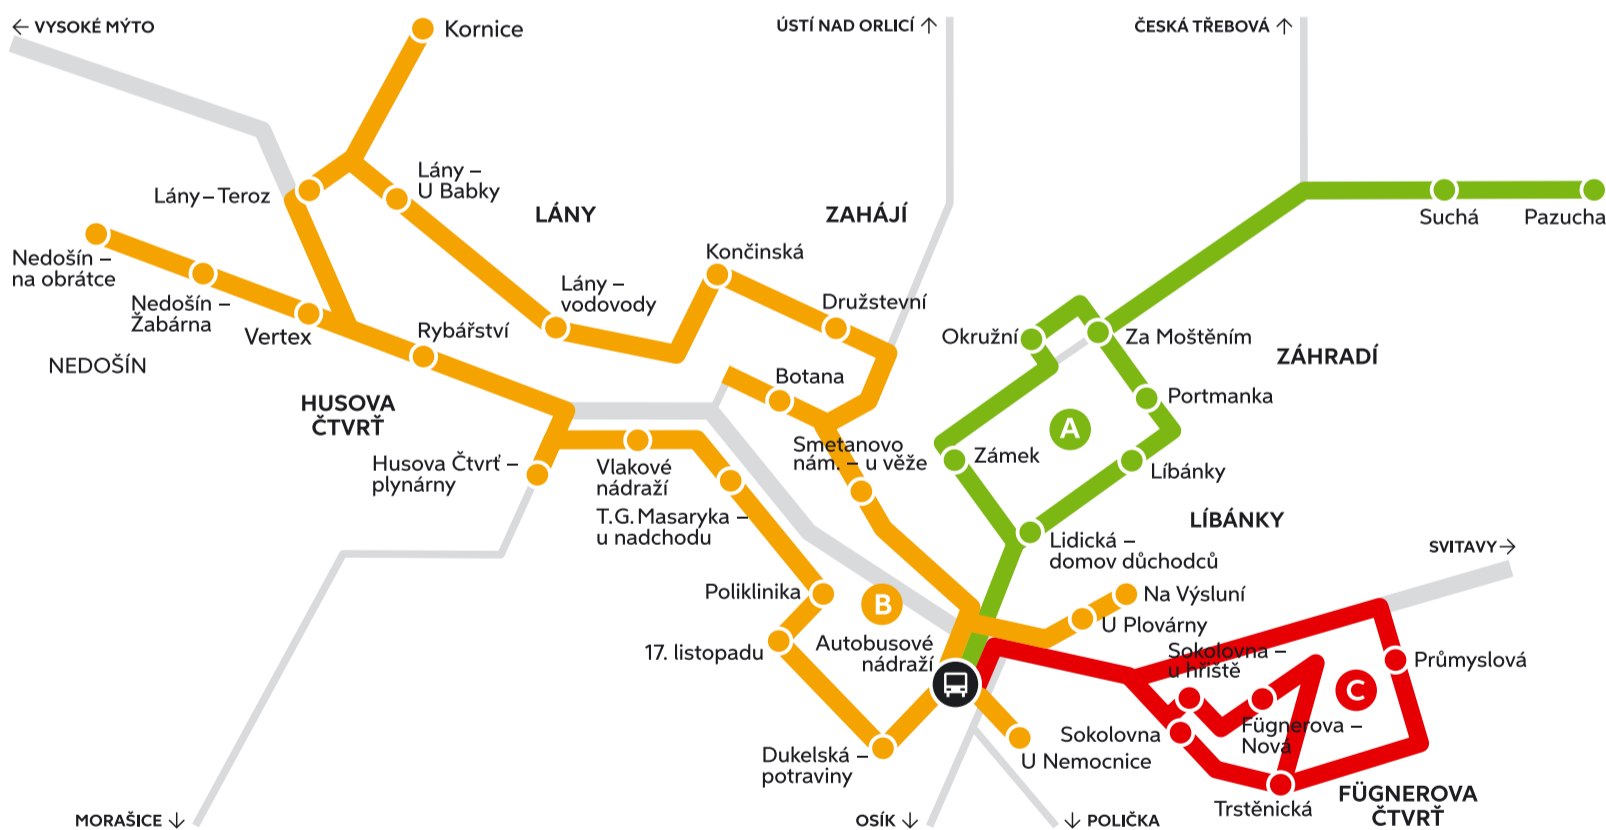 ← VYSOKÉ MÝTO
Kornice
ÚSTÍ NAD ORLICÍ ↑
ČESKÁ TŘEBOVÁ ↑
Lány –
U Babky
Lány – Teroz
LÁNY
ZAHÁJÍ
Suchá
Pazucha
Nedošín –
na obrátce
Končinská
Nedošín –
Žabárna
Lány –
vodovody
Družstevní
Vertex
Rybářství
Okružní
Za Moštěním
ZÁHRADÍ
NEDOŠÍN
Botana
Portmanka
HUSOVA
ČTVRŤ
A
Smetanovo
nám. – u věže
Zámek
Líbánky
Husova Čtvrť –
plynárny
Vlakové
nádraží
T.G. Masaryka –
u nadchodu
LÍBÁNKY
Lidická –
domov důchodců
SVITAVY →
Poliklinika
B
Na Výsluní
U Plovárny
17. listopadu
Autobusové
nádraží
Sokolovna –
u hřiště
Průmyslová
C
Sokolovna
Fügnerova –
Nová
Dukelská –
potraviny
U Nemocnice
Trstěnická
FÜGNEROVA
ČTVRŤ
MORAŠICE ↓
OSÍK ↓
↓ POLIČKA